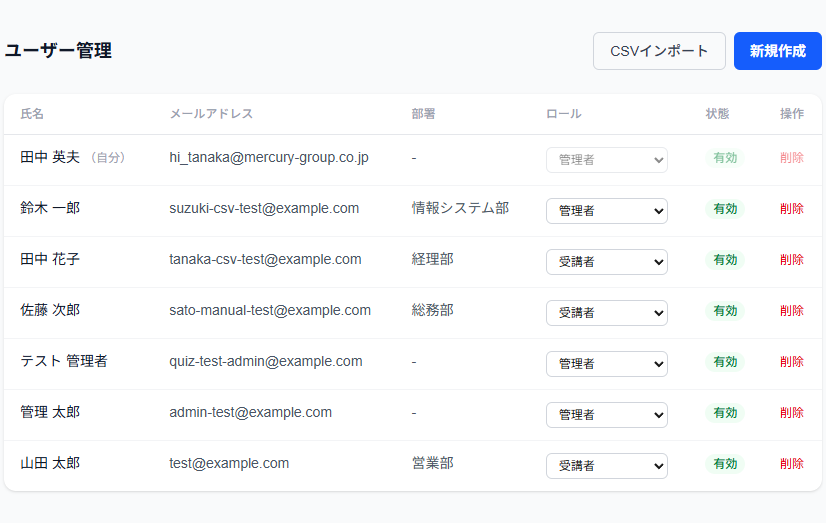 ユーザー管理 CSVインポート 新規作成
氏名 メールアドレス 部署 ロール 状態 操作
田中 英夫 (自分) hi_tanaka@mercury-group.co.jp - 管理者 有効 削除
鈴木 一郎 suzuki-csv-test@example.com 情報システム部 管理者 有効 削除
田中 花子 tanaka-csv-test@example.com 経理部 受講者 有効 削除
佐藤 次郎 sato-manual-test@example.com 総務部 受講者 有効 削除
テスト 管理者 quiz-test-admin@example.com - 管理者 有効 削除
管理 太郎 admin-test@example.com - 管理者 有効 削除
山田 太郎 test@example.com 営業部 受講者 有効 削除